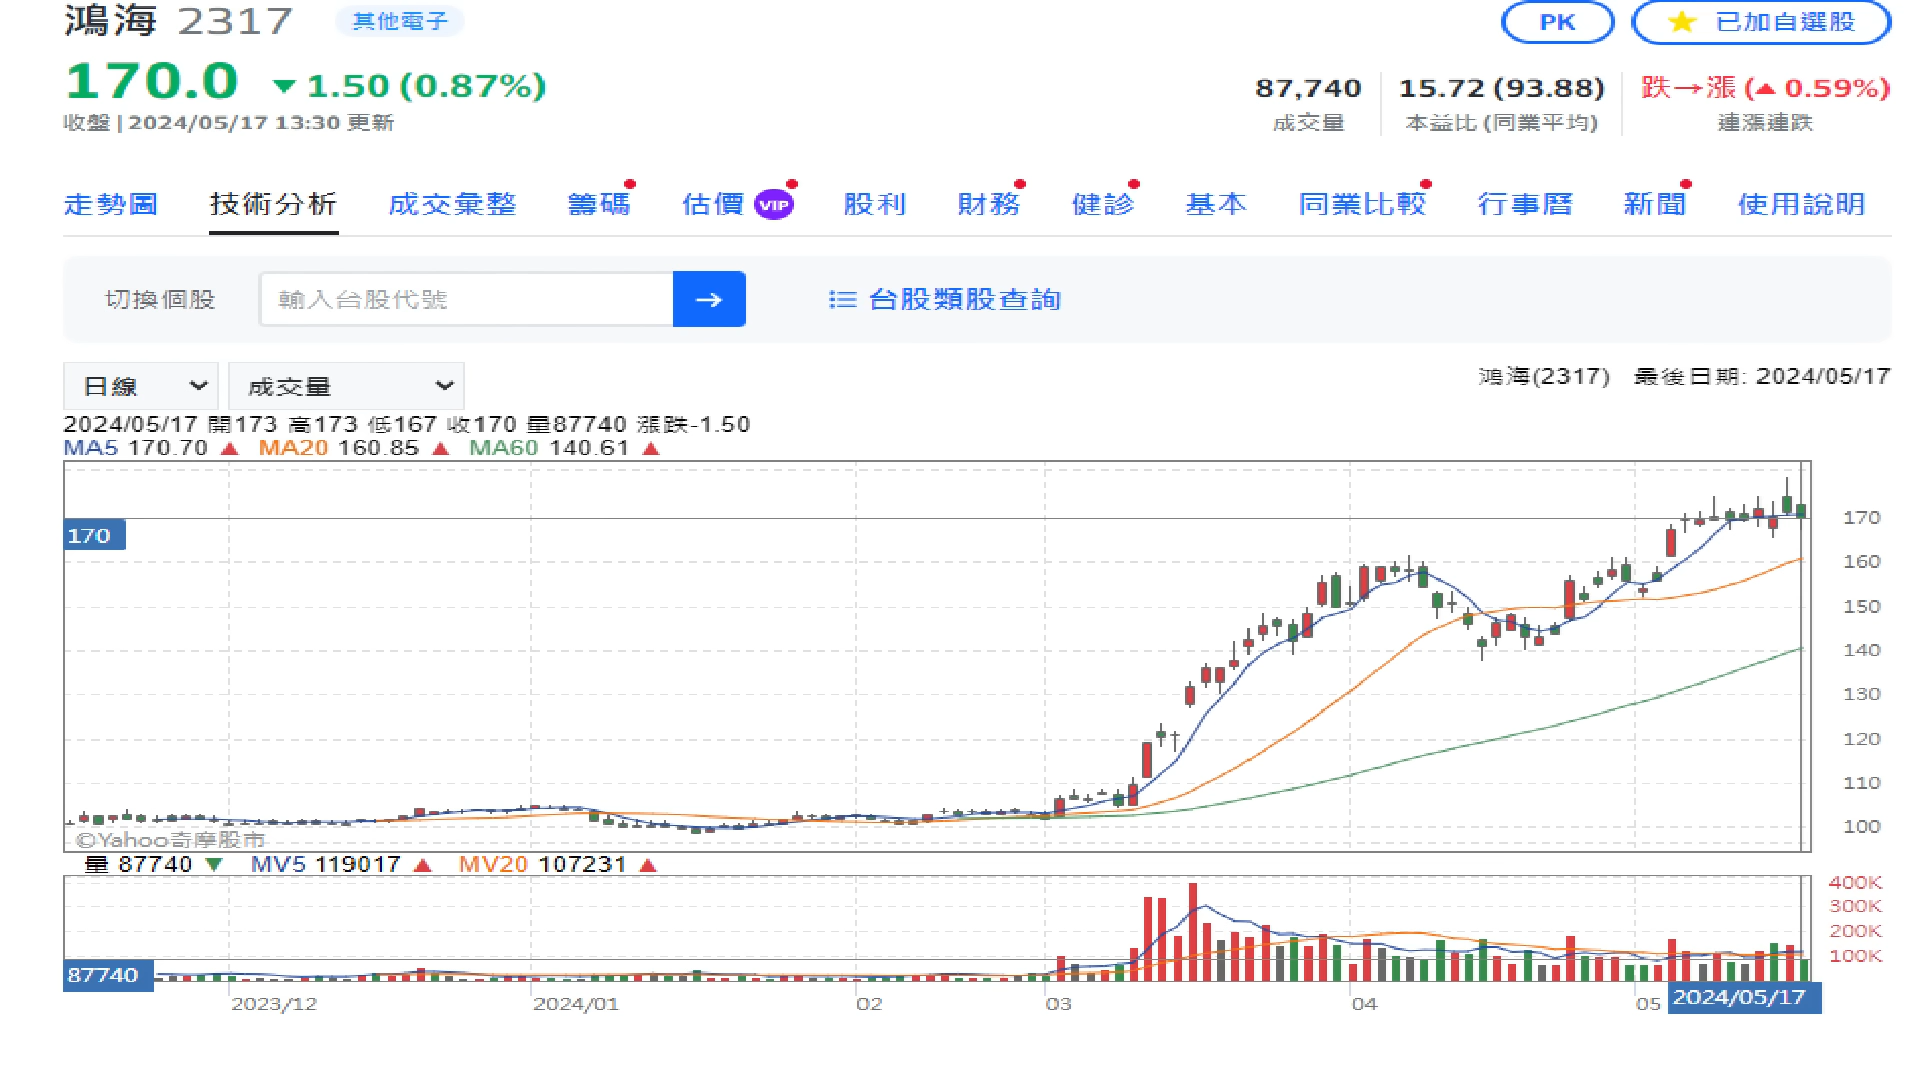 鴻海 2317 其他電子 PK 已加自選股
170.0 ▼ 1.50 (0.87%)
收盤 | 2024/05/17 13:30 更新
87,740 15.72 (93.88) 跌→漲 (▲ 0.59%)
成交量 本益比 (同業平均) 連漲連跌
走勢圖 技術分析 成交彙整 籌碼 估價 VIP 股利 財務 健診 基本 同業比較 行事曆 新聞 使用說明
切換個股 輸入台股代號 → 台股類股查詢
日線 成交量 鴻海(2317) 最後日期: 2024/05/17
2024/05/17 開173 高173 低167 收170 量87740 漲跌-1.50
MA5 170.70 ▲ MA20 160.85 ▲ MA60 140.61 ▲
170 170
160
150
140
130
120
110
100
©Yahoo奇摩股市
量 87740 ▼ MV5 119017 ▲ MV20 107231 ▲
400K
300K
200K
100K
87740
2023/12 2024/01 02 03 04 05 2024/05/17